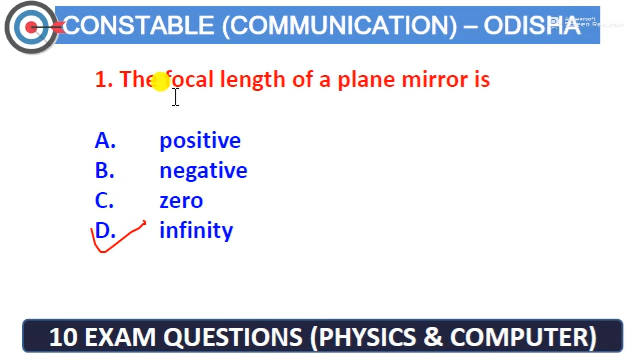 CONSTABLE (COMMUNICATION) – ODISHA
1. The focal length of a plane mirror is
A. positive
B. negative
C. zero
D. infinity
10 EXAM QUESTIONS (PHYSICS & COMPUTER)